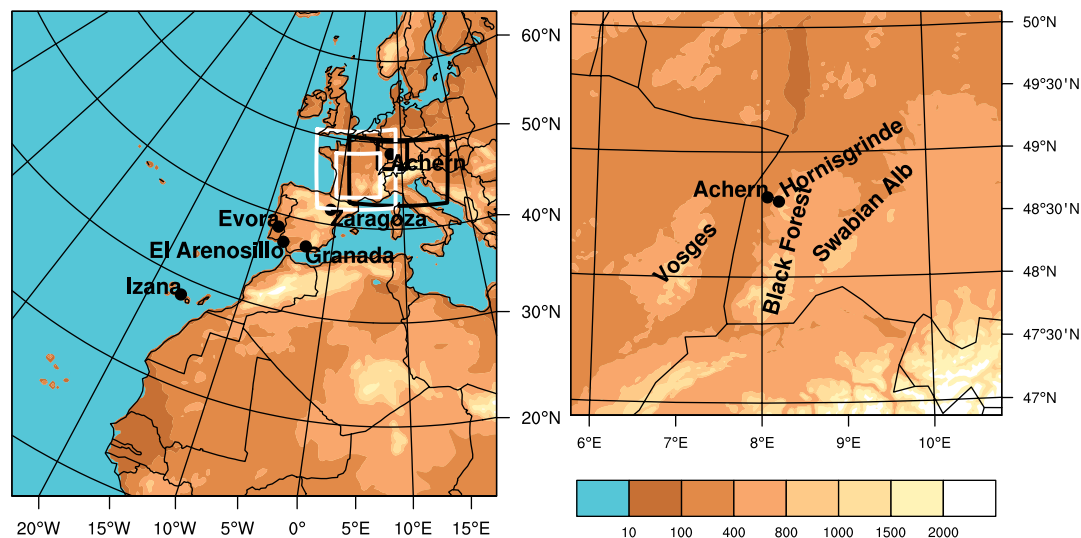 60°N
50°N
40°N
30°N
20°N
Achern
Evora
Zaragoza
El Arenosillo
Granada
Izana
20°W
15°W
10°W
5°W
0°
5°E
10°E
15°E
50°N
49°30'N
49°N
48°30'N
48°N
47°30'N
47°N
Achern
Hornisgrinde
Vosges
Black Forest
Swabian Alb
6°E
7°E
8°E
9°E
10°E
10
100
400
800
1000
1500
2000